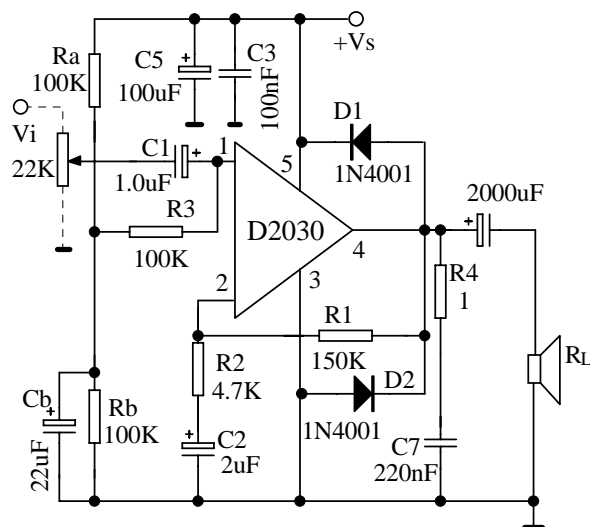 +Vs
Ra
100K
C5
100uF
C3
100nF
Vi
22K
C1
1.0uF
1
5
D1
1N4001
2000uF
R3
100K
D2030
4
2
3
R4
1
R1
150K
R2
4.7K
D2
1N4001
RL
Cb
22uF
Rb
100K
C2
2uF
C7
220nF
+
+
+
+
+